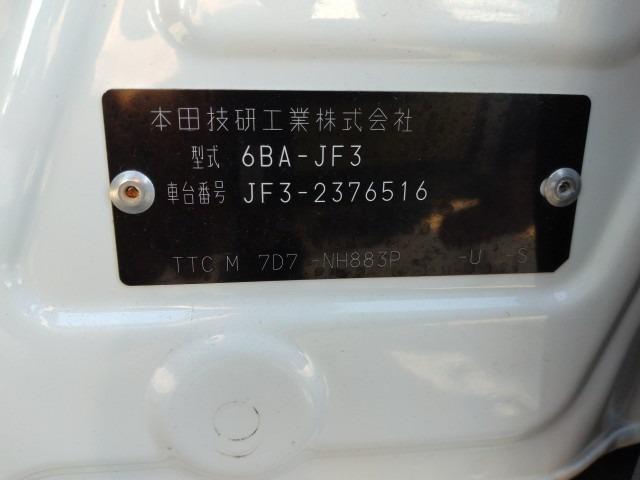 本田技研工業株式会社
型式 6BA-JF3
車台番号 JF3-2376516
TTC M 7D7 -NH883P -U -S